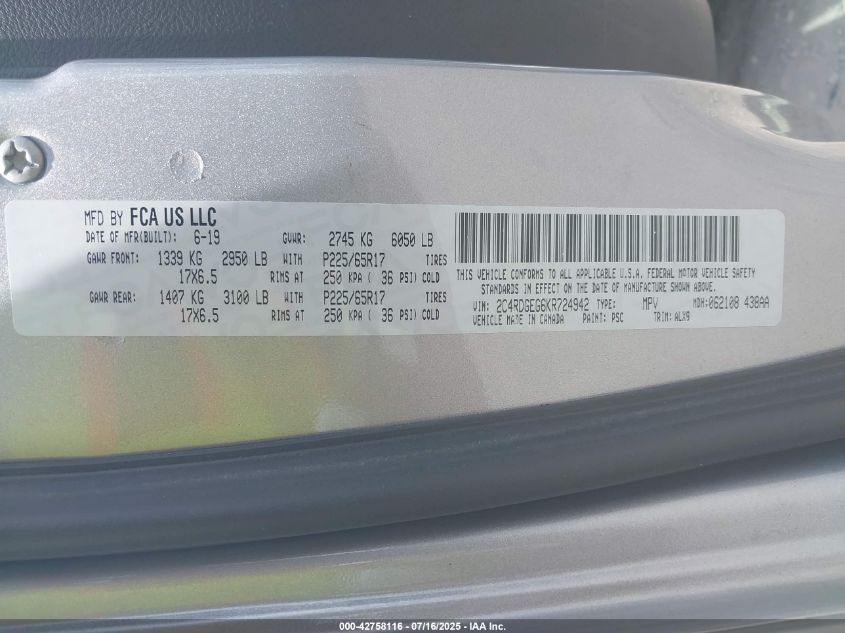 MFD BY FCA US LLC
DATE OF MFR(BUILT): 6-19 GVWR: 2745 KG 6050 LB
GAWR FRONT: 1339 KG 2950 LB WITH P225/65R17 TIRES
17X6.5 RIMS AT 250 KPA ( 36 PSI) COLD
GAWR REAR: 1407 KG 3100 LB WITH P225/65R17 TIRES
17X6.5 RIMS AT 250 KPA ( 36 PSI) COLD
THIS VEHICLE CONFORMS TO ALL APPLICABLE U.S.A. FEDERAL MOTOR VEHICLE SAFETY
STANDARDS IN EFFECT ON THE DATE OF MANUFACTURE SHOWN ABOVE.
VIN: 2C4RDGEG6KR724942 TYPE: MPV MDH:062108 438AA
VEHICLE MADE IN CANADA PAINT: PSC TRIM: ALX9
000-42758116 - 07/16/2025 - IAA Inc.